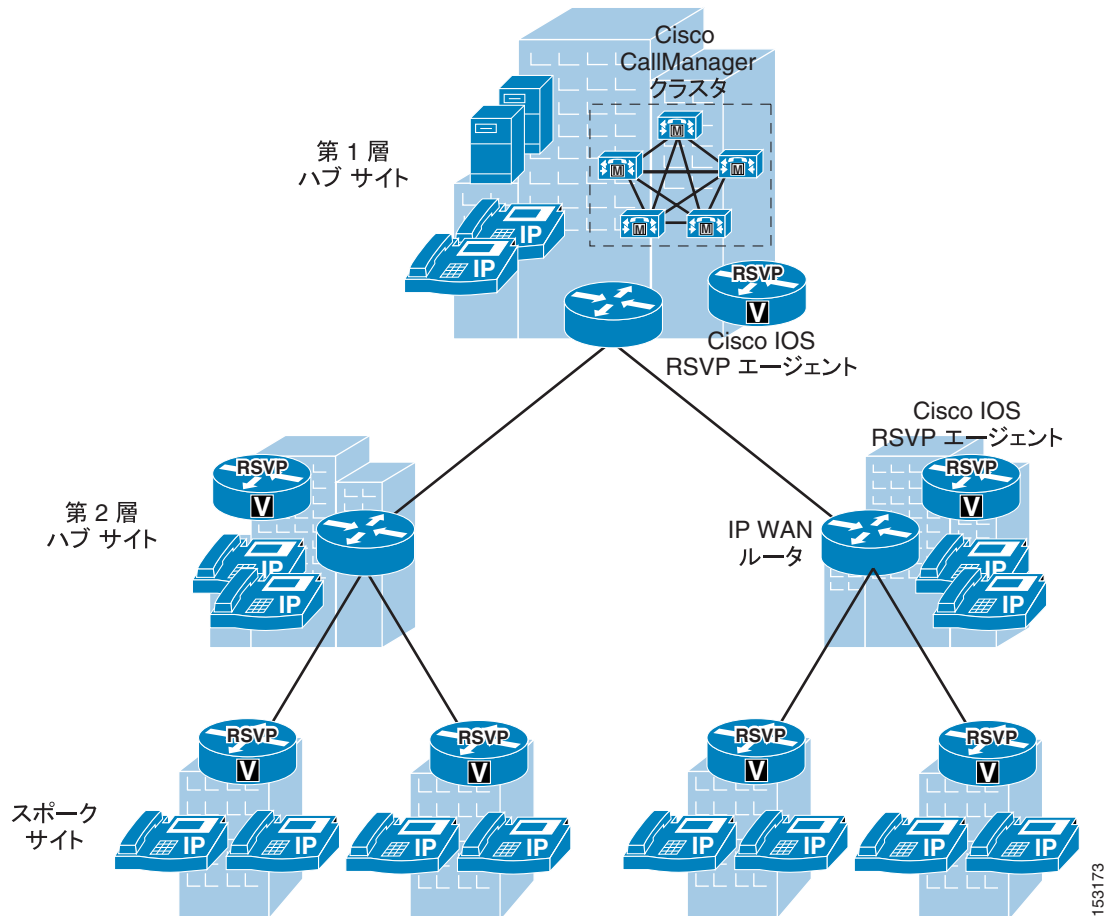 Cisco
CallManager
クラスタ
M
M
M
M
M
第 1 層
ハブ サイト
IP
IP
RSVP
V
Cisco IOS
RSVP エージェント
Cisco IOS
RSVP エージェント
RSVP
V
第 2 層
ハブ サイト
IP
IP
IP WAN
ルータ
RSVP
V
IP
IP
RSVP
V
RSVP
V
RSVP
V
RSVP
V
スポーク
サイト
IP
IP
IP
IP
IP
IP
IP
IP
153173